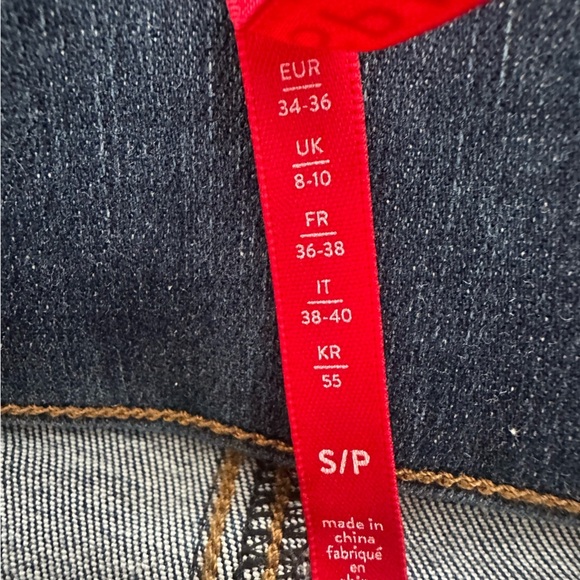 EUR
34-36
UK
8-10
FR
36-38
IT
38-40
KR
55
S/P
made in
china
fabriqué
en